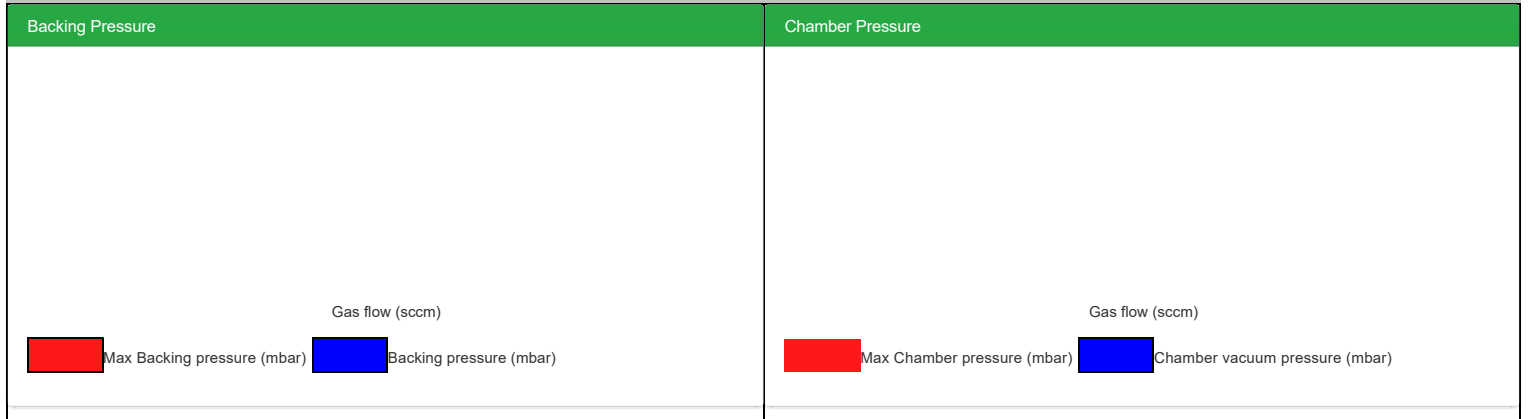 Backing Pressure
Chamber Pressure
Gas flow (sccm)
Max Backing pressure (mbar) Backing pressure (mbar)
Gas flow (sccm)
Max Chamber pressure (mbar) Chamber vacuum pressure (mbar)